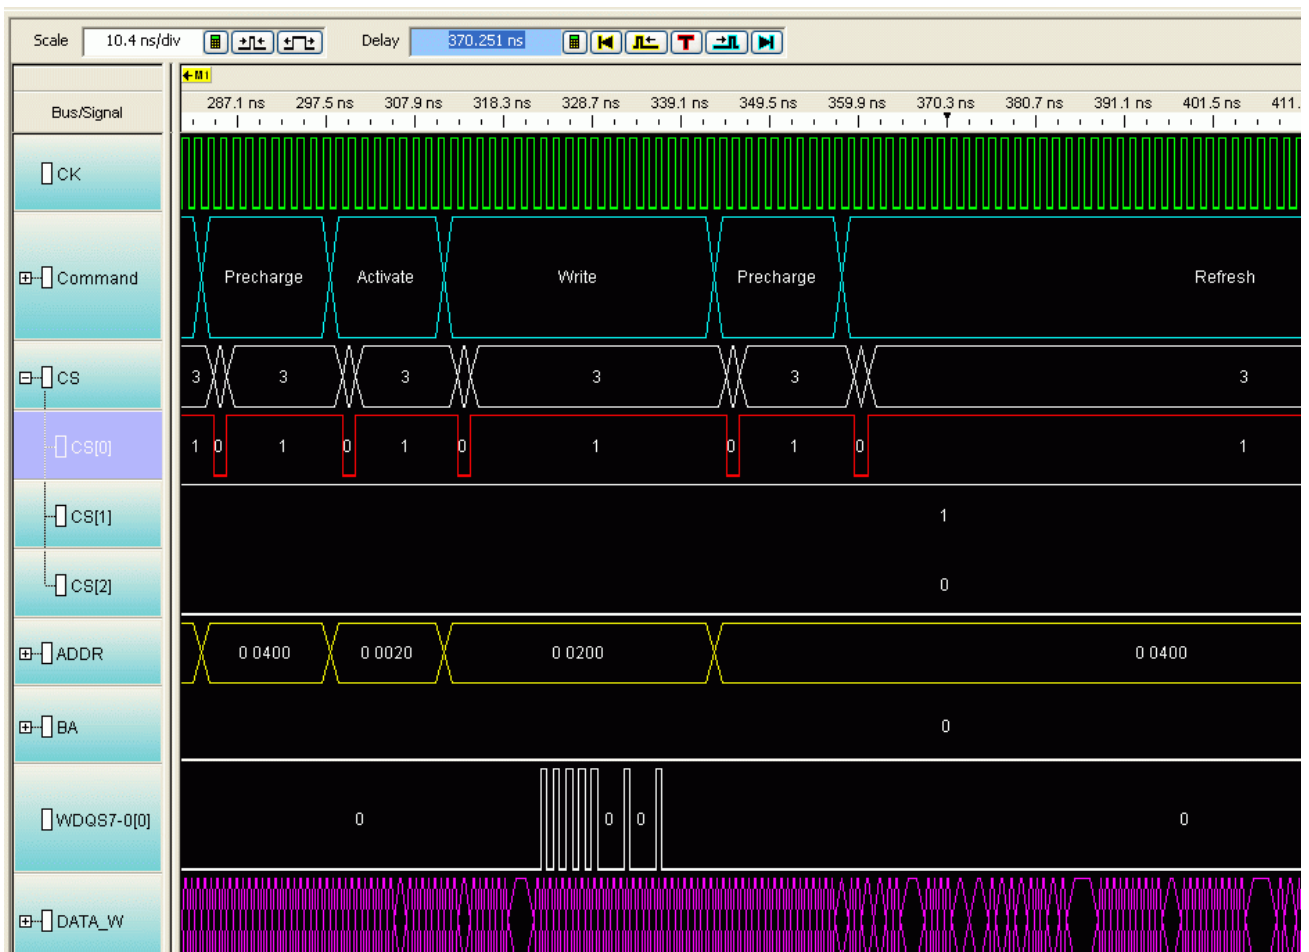 Scale 10.4 ns/div Delay 370.251 ns T
M1
Bus/Signal 287.1 ns 297.5 ns 307.9 ns 318.3 ns 328.7 ns 339.1 ns 349.5 ns 359.9 ns 370.3 ns 380.7 ns 391.1 ns 401.5 ns 411.
CK
Command Precharge Activate Write Precharge Refresh
CS 3 3 3 3 3 3
CS[0] 1 0 1 0 1 0 1 0 1 0 1
CS[1] 1
CS[2] 0
ADDR 0 0400 0 0020 0 0200 0 0400
BA 0
WDQS7-0[0] 0 0 0 0
DATA_W